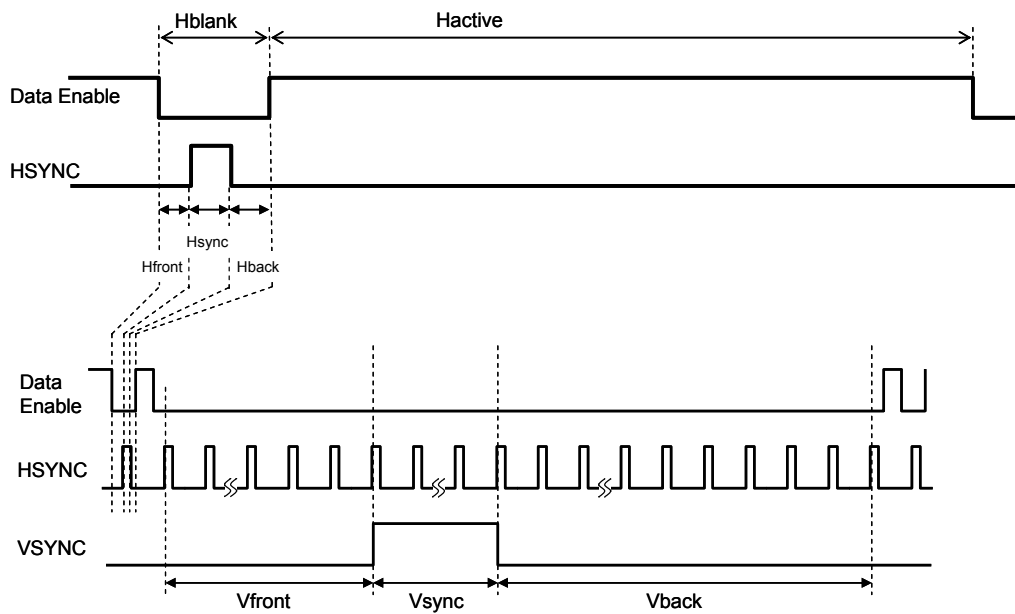 Hblank
Hactive
Data Enable
HSYNC
Hsync
Hfront
Hback
Data
Enable
HSYNC
VSYNC
Vfront
Vsync
Vback